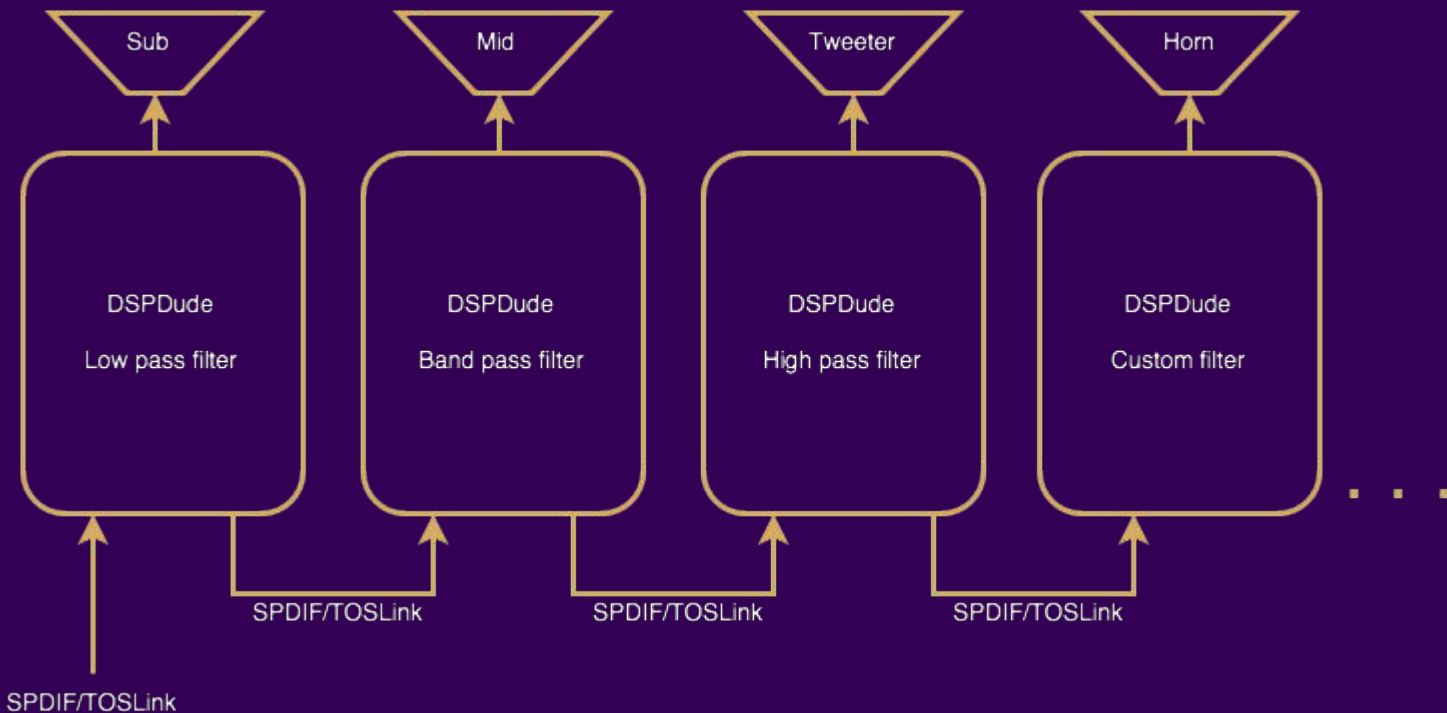 Sub
Mid
Tweeter
Horn
DSPDude
Low pass filter
DSPDude
Band pass filter
DSPDude
High pass filter
DSPDude
Custom filter
. . .
SPDIF/TOSLink
SPDIF/TOSLink
SPDIF/TOSLink
SPDIF/TOSLink